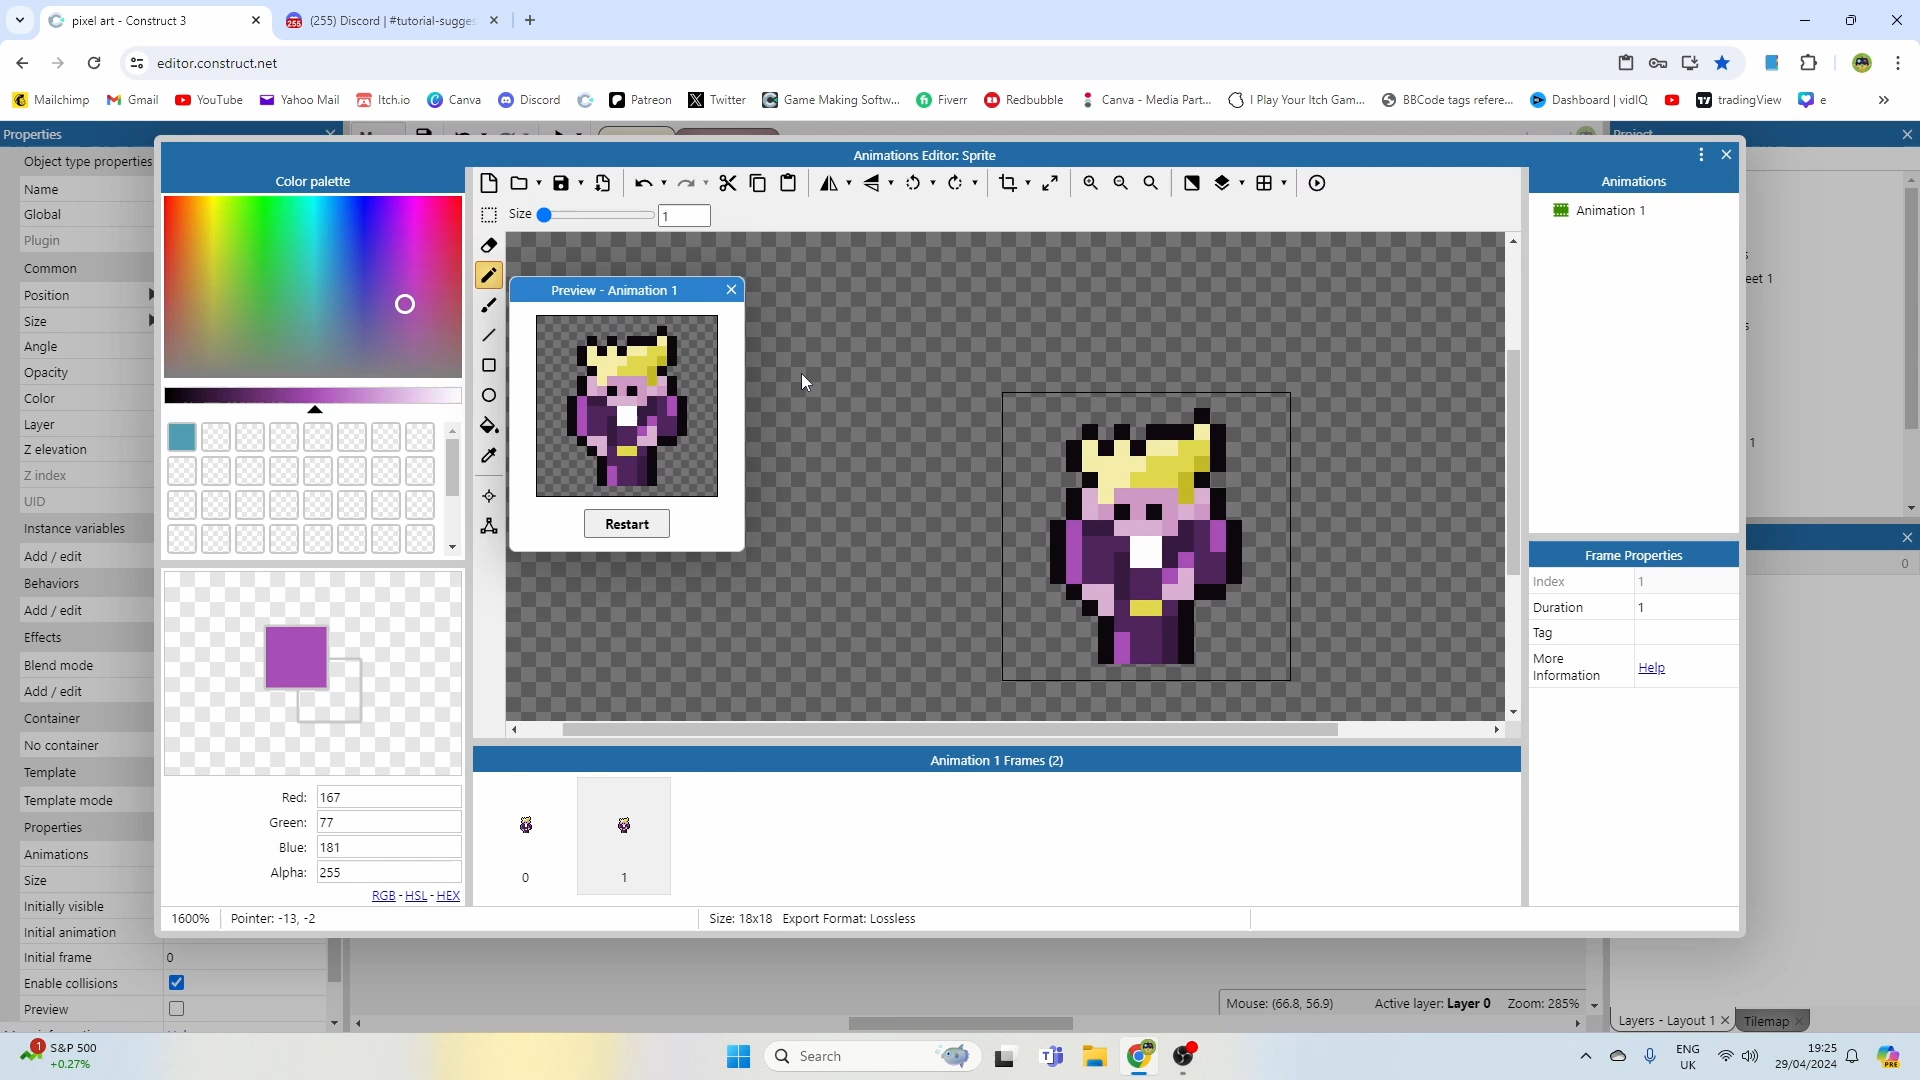 pixel art - Construct 3
(255) Discord | #tutorial-sugges
editor.construct.net
Mailchimp
Gmail
YouTube
Yahoo Mail
Itch.io
Canva
Discord
Patreon
Twitter
Game Making Softw...
Fiverr
Redbubble
Canva - Media Part...
I Play Your Itch Gam...
BBCode tags refere...
Dashboard | vidIQ
tradingView
e
Properties
Project
Object type properties
Name
Global
Plugin
Common
Position
Size
Angle
Opacity
Color
Layer
Z elevation
Z index
UID
Instance variables
Add / edit
Behaviors
Add / edit
Effects
Blend mode
Add / edit
Container
No container
Template
Template mode
Properties
Animations
Size
Initially visible
Initial animation
Initial frame 0
Enable collisions
Preview
Animations Editor: Sprite
Color palette
Size 1
Preview - Animation 1
Restart
Animations
Animation 1
Frame Properties
Index 1
Duration 1
Tag
More Information Help
Red: 167
Green: 77
Blue: 181
Alpha: 255
RGB - HSL - HEX
Animation 1 Frames (2)
0
1
1600% Pointer: -13, -2
Size: 18x18 Export Format: Lossless
eet 1
s
1
0
Mouse: (66.8, 56.9) Active layer: Layer 0 Zoom: 285%
Layers - Layout 1
Tilemap
1
S&P 500
+0.27%
Search
ENG
UK
19:25
29/04/2024
PRE